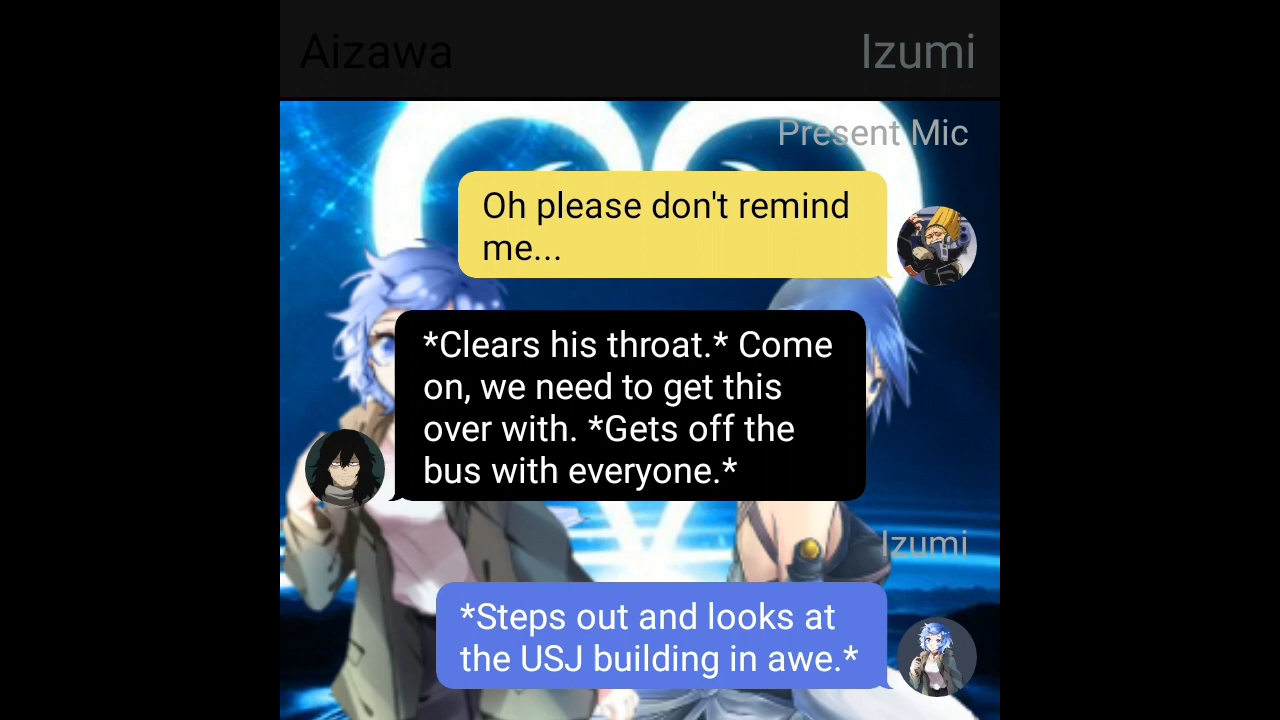 Aizawa
Izumi
Present Mic
Oh please don't remind
me...
*Clears his throat.* Come
on, we need to get this
over with. *Gets off the
bus with everyone.*
Izumi
*Steps out and looks at
the USJ building in awe.*